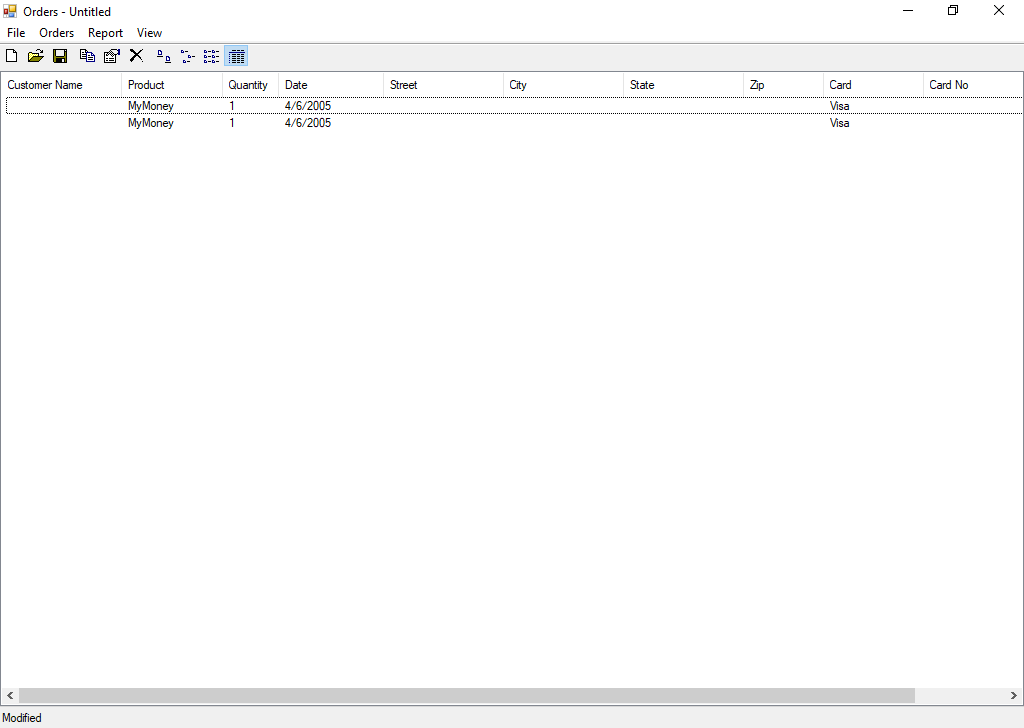 Orders - Untitled
File Orders Report View
Customer Name Product Quantity Date Street City State Zip Card Card No
MyMoney 1 4/6/2005 Visa
MyMoney 1 4/6/2005 Visa
Modified